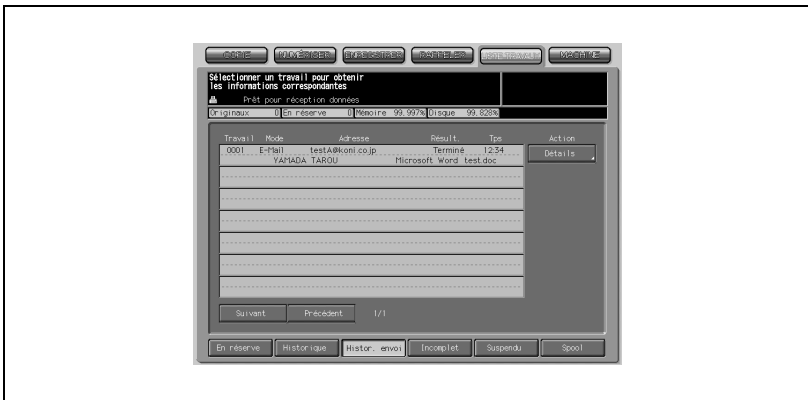 COPIE NUMÉRISER ENREGISTRER RAPPELER MACHINE
Sélectionner un travail pour obtenir
les informations correspondantes
Prêt pour réception données
Originaux 0 En réserve 0 Mémoire 99.997% Disque 99.828%
Travail Mode Adresse Résult. Tps Action
0001 E-Mail testA@koni.co.jp Terminé 12:34 Détails
YAMADA TAROU Microsoft Word test.doc
Suivant Précédent 1/1
En réserve Historique Histor. envoi Incomplet Suspendu Spool